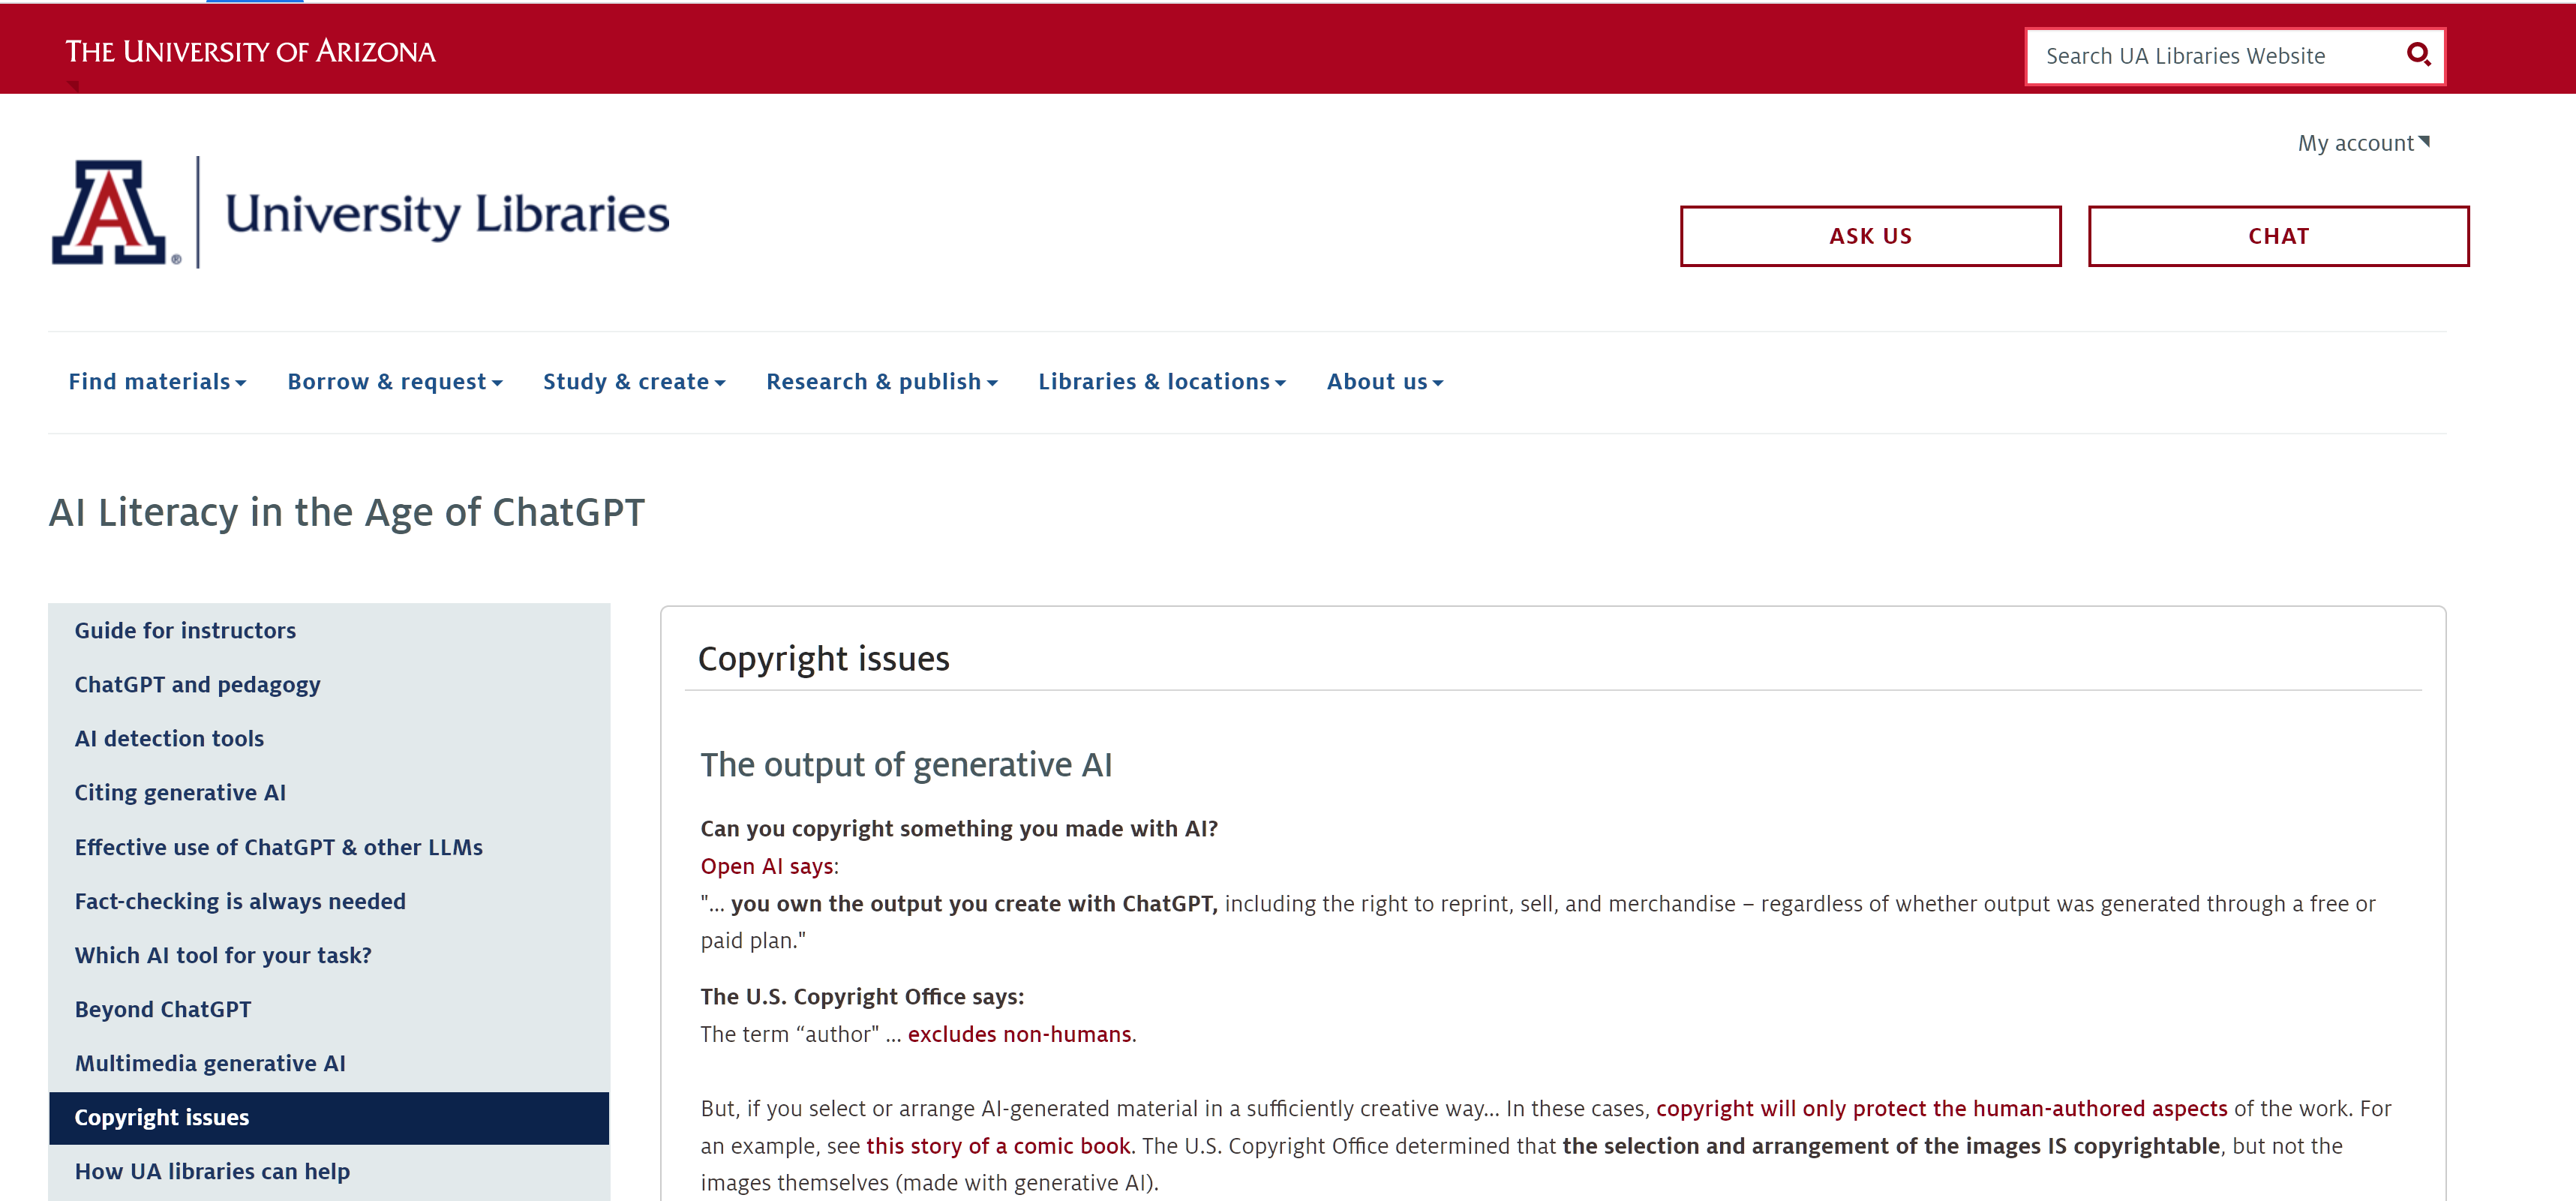 THE UNIVERSITY OF ARIZONA
Search UA Libraries Website
My account
A ®
University Libraries
ASK US
CHAT
Find materials
Borrow & request
Study & create
Research & publish
Libraries & locations
About us
AI Literacy in the Age of ChatGPT
Guide for instructors
ChatGPT and pedagogy
AI detection tools
Citing generative AI
Effective use of ChatGPT & other LLMs
Fact-checking is always needed
Which AI tool for your task?
Beyond ChatGPT
Multimedia generative AI
Copyright issues
How UA libraries can help
Copyright issues
The output of generative AI
Can you copyright something you made with AI?
Open AI says:
"... you own the output you create with ChatGPT, including the right to reprint, sell, and merchandise – regardless of whether output was generated through a free or
paid plan."
The U.S. Copyright Office says:
The term “author" ... excludes non-humans.
But, if you select or arrange AI-generated material in a sufficiently creative way... In these cases, copyright will only protect the human-authored aspects of the work. For
an example, see this story of a comic book. The U.S. Copyright Office determined that the selection and arrangement of the images IS copyrightable, but not the
images themselves (made with generative AI).